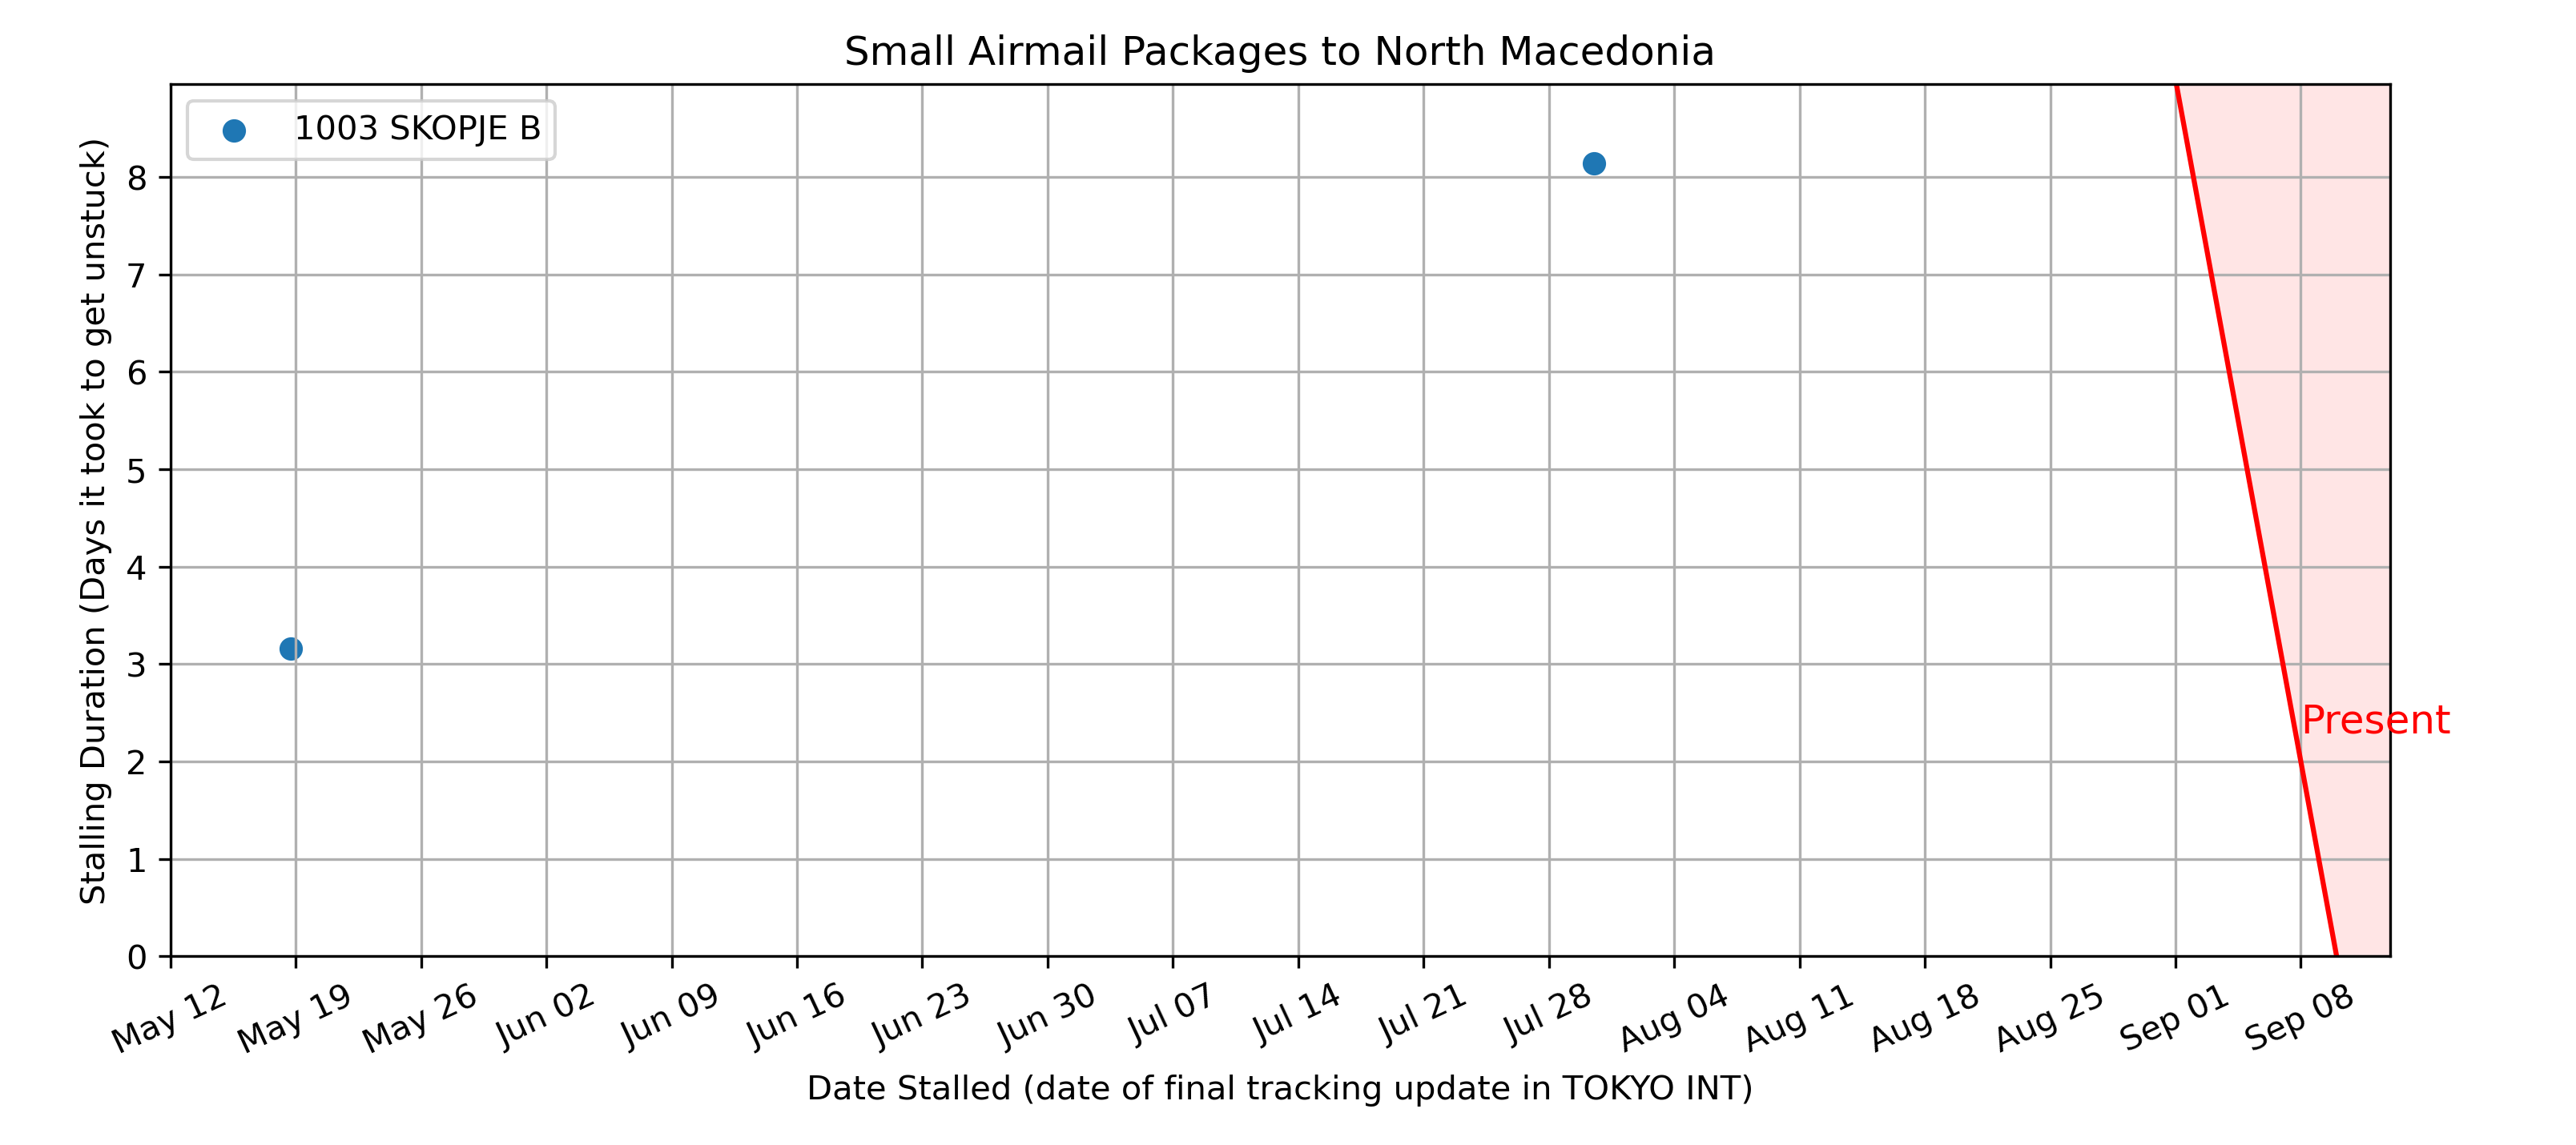 Small Airmail Packages to North Macedonia
1003 SKOPJE B
Stalling Duration (Days it took to get unstuck)
8
7
6
5
4
3
2
1
0
Present
May 12
May 19
May 26
Jun 02
Jun 09
Jun 16
Jun 23
Jun 30
Jul 07
Jul 14
Jul 21
Jul 28
Aug 04
Aug 11
Aug 18
Aug 25
Sep 01
Sep 08
Date Stalled (date of final tracking update in TOKYO INT)